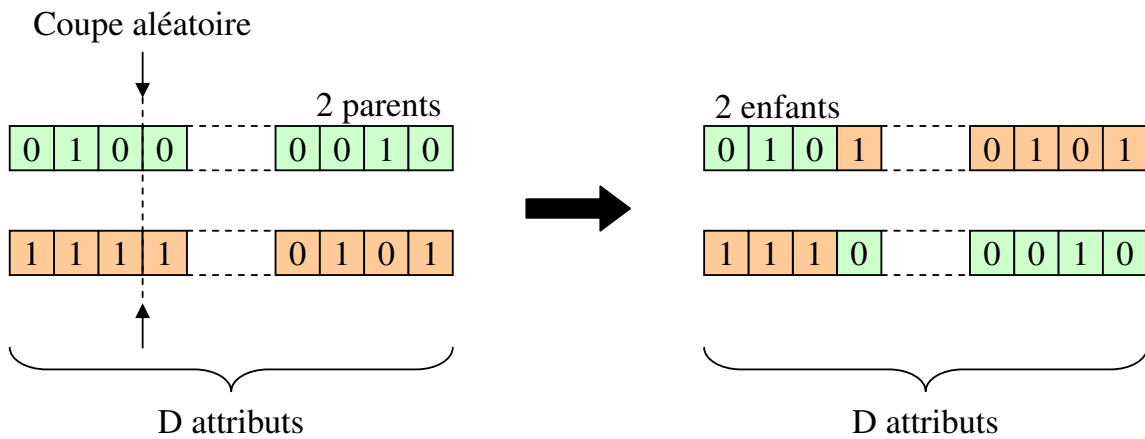 Coupe aléatoire
2 parents
0 1 0 0 0 0 1 0
1 1 1 1 0 1 0 1
D attributs
2 enfants
0 1 0 1 0 1 0 1
1 1 1 0 0 0 1 0
D attributs